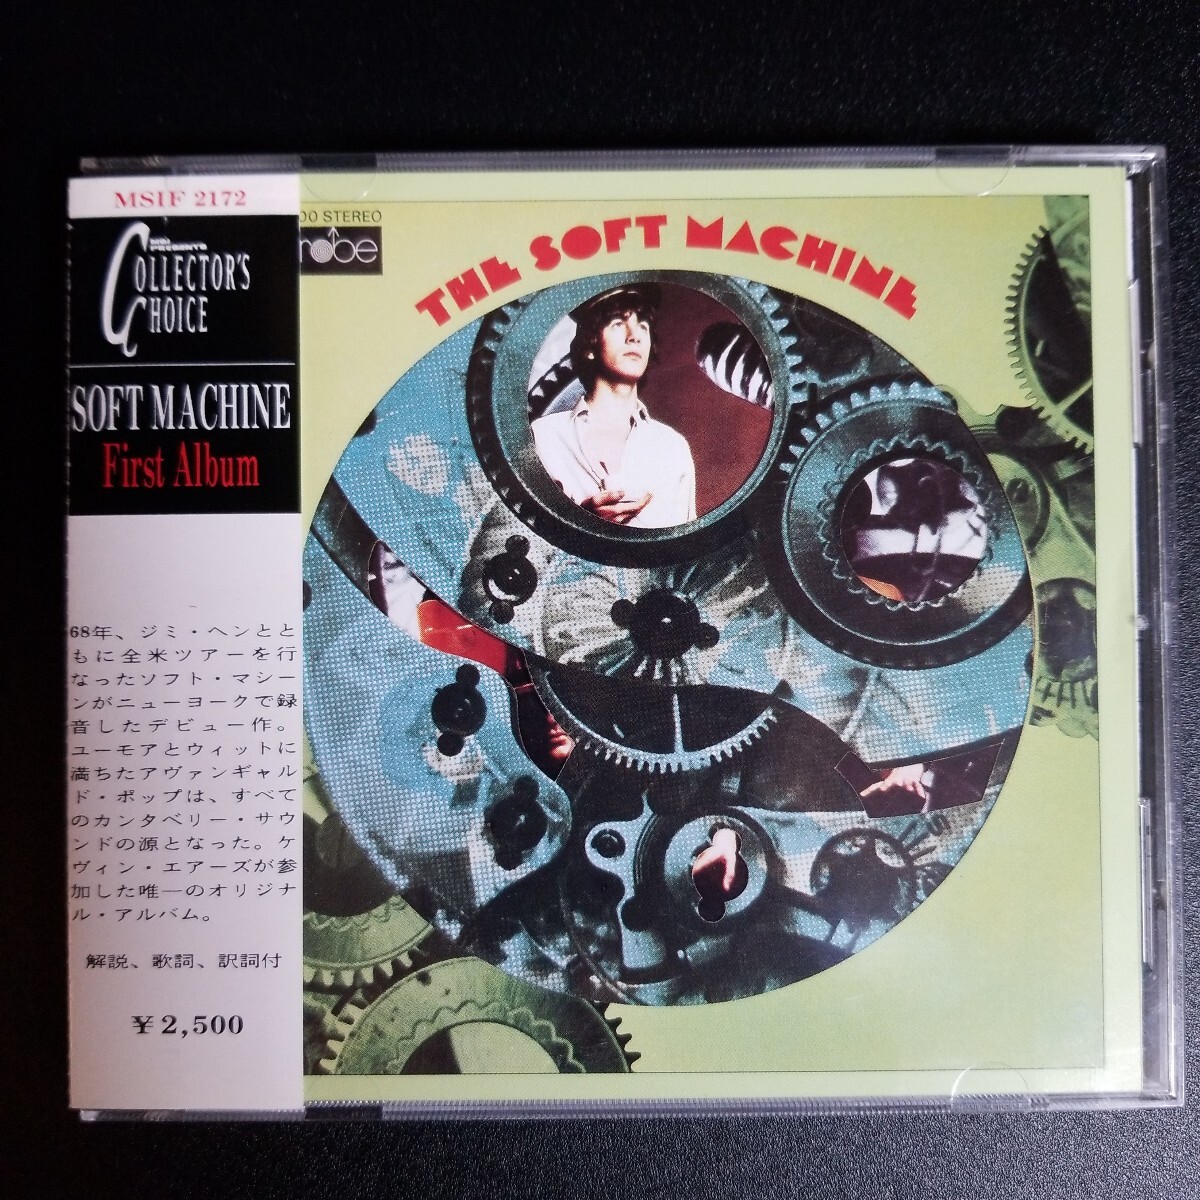 MSIF 2172
MSI PRESENTS
COLLECTOR'S
CHOICE
SOFT MACHINE
First Album
68年、ジミ・ヘンとと
もに全米ツアーを行
なったソフト・マシー
ンがニューヨークで録
音したデビュー作。
ユーモアとウィットに
満ちたアヴァンギャル
ド・ポップは、すべて
のカンタベリー・サウ
ンドの源となった。ケ
ヴィン・エアーズが参
加した唯一のオリジナ
ル・アルバム。
解説、歌詞、訳詞付
¥2,500
STEREO
robe
THE SOFT MACHINE